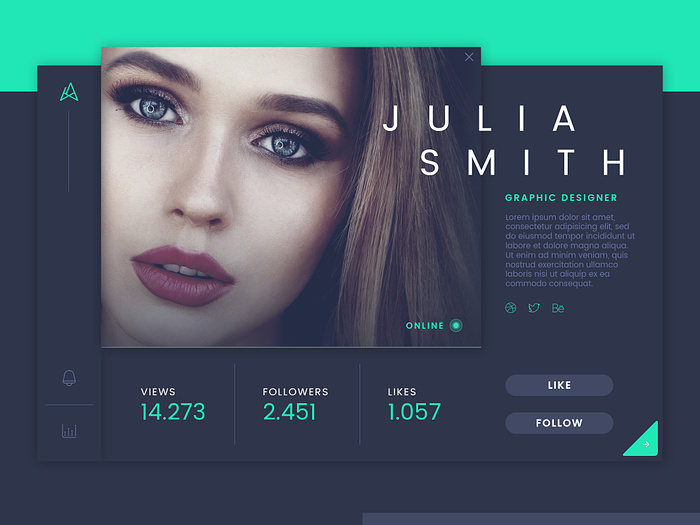 JULIA
SMITH
GRAPHIC DESIGNER
Lorem ipsum dolor sit amet,
consectetur adipisicing elit, sed
do eiusmod tempor incididunt ut
labore et dolore magna aliqua.
Ut enim ad minim veniam, quis
nostrud exercitation ullamco
laboris nisi ut aliquip ex ea
commodo consequat.
ONLINE
VIEWS
14.273
FOLLOWERS
2.451
LIKES
1.057
LIKE
FOLLOW